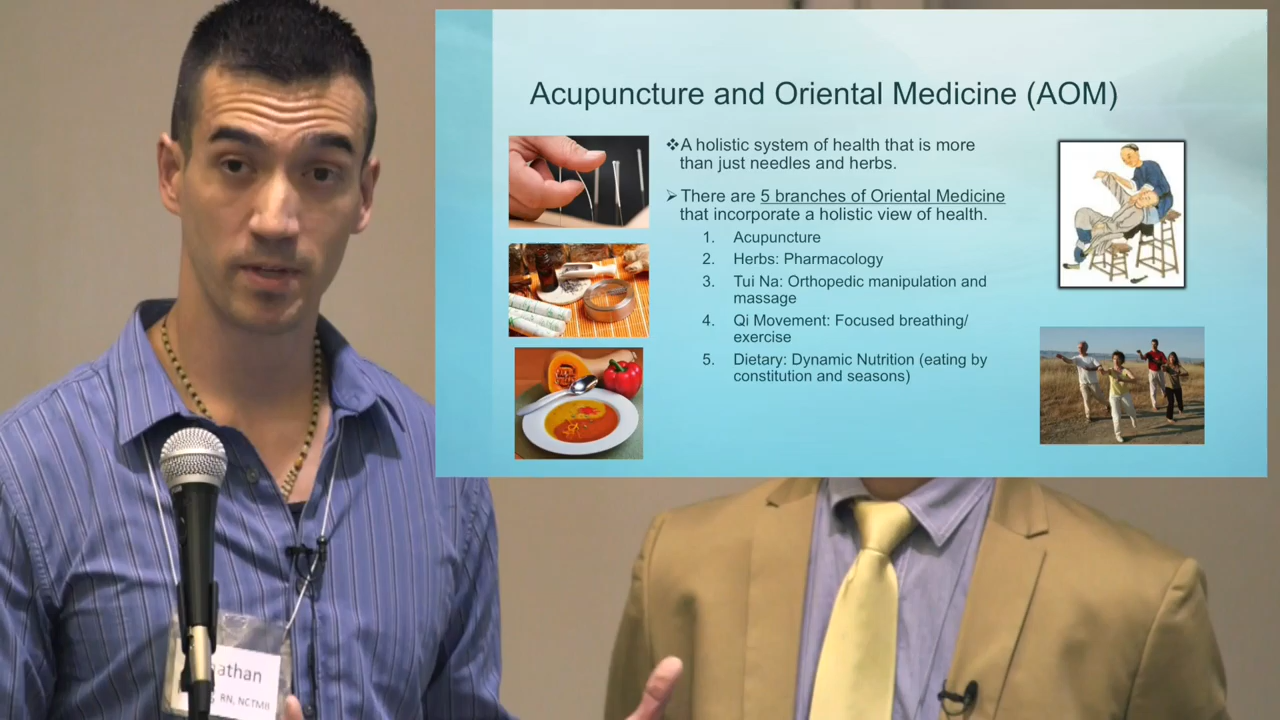 Acupuncture and Oriental Medicine (AOM)
❖A holistic system of health that is more
than just needles and herbs.
➢There are 5 branches of Oriental Medicine
that incorporate a holistic view of health.
1. Acupuncture
2. Herbs: Pharmacology
3. Tui Na: Orthopedic manipulation and
massage
4. Qi Movement: Focused breathing/
exercise
5. Dietary: Dynamic Nutrition (eating by
constitution and seasons)
RN,